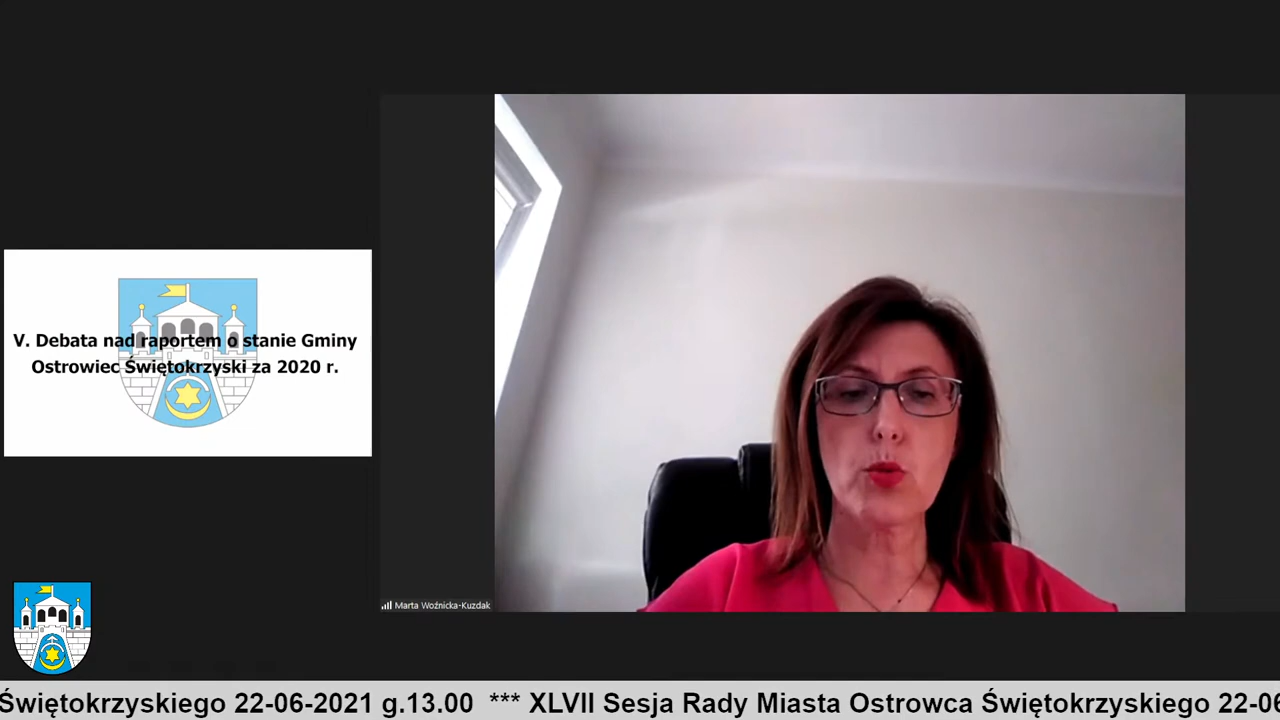 V. Debata nad raportem o stanie Gminy
Ostrowiec Świętokrzyski za 2020 r.
Marta Woźnicka-Kuzdak
Świętokrzyskiego 22-06-2021 g.13.00 *** XLVII Sesja Rady Miasta Ostrowca Świętokrzyskiego 22-06